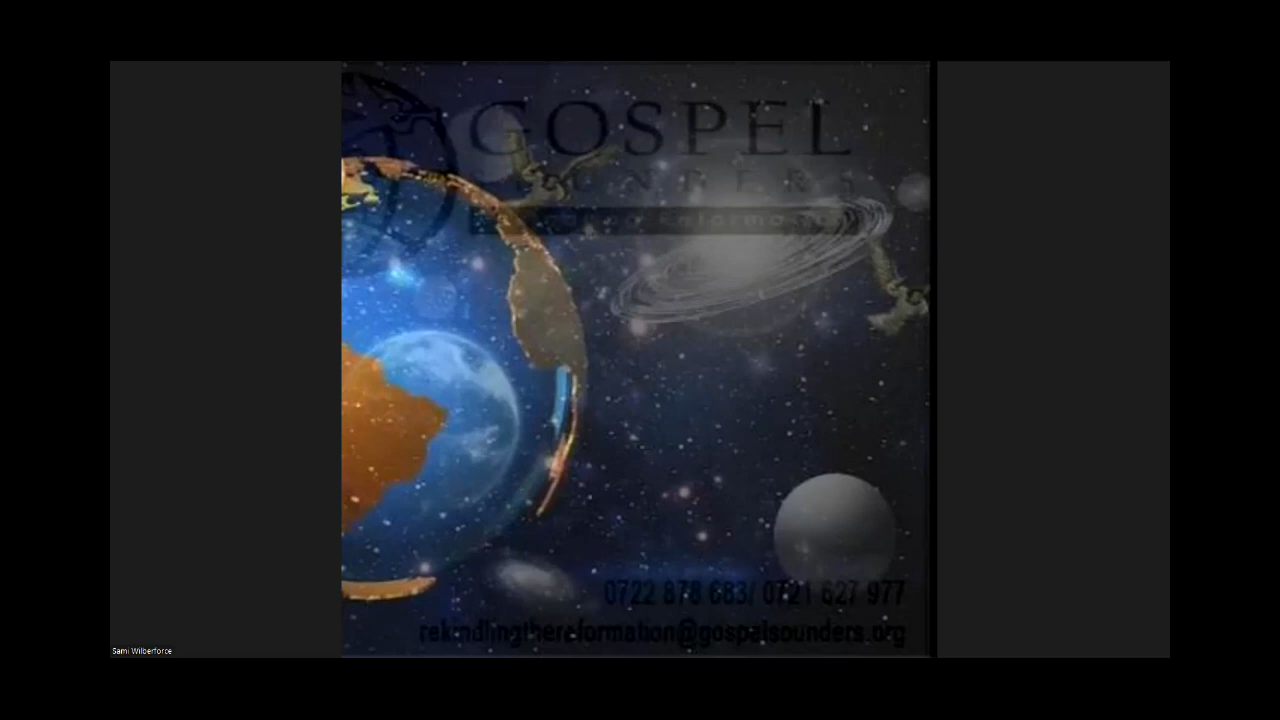 GOSPEL
0722 878 683/ 0721 627 977
rekindlingthereformation@gospelsounders.org
Sami Wilberforce